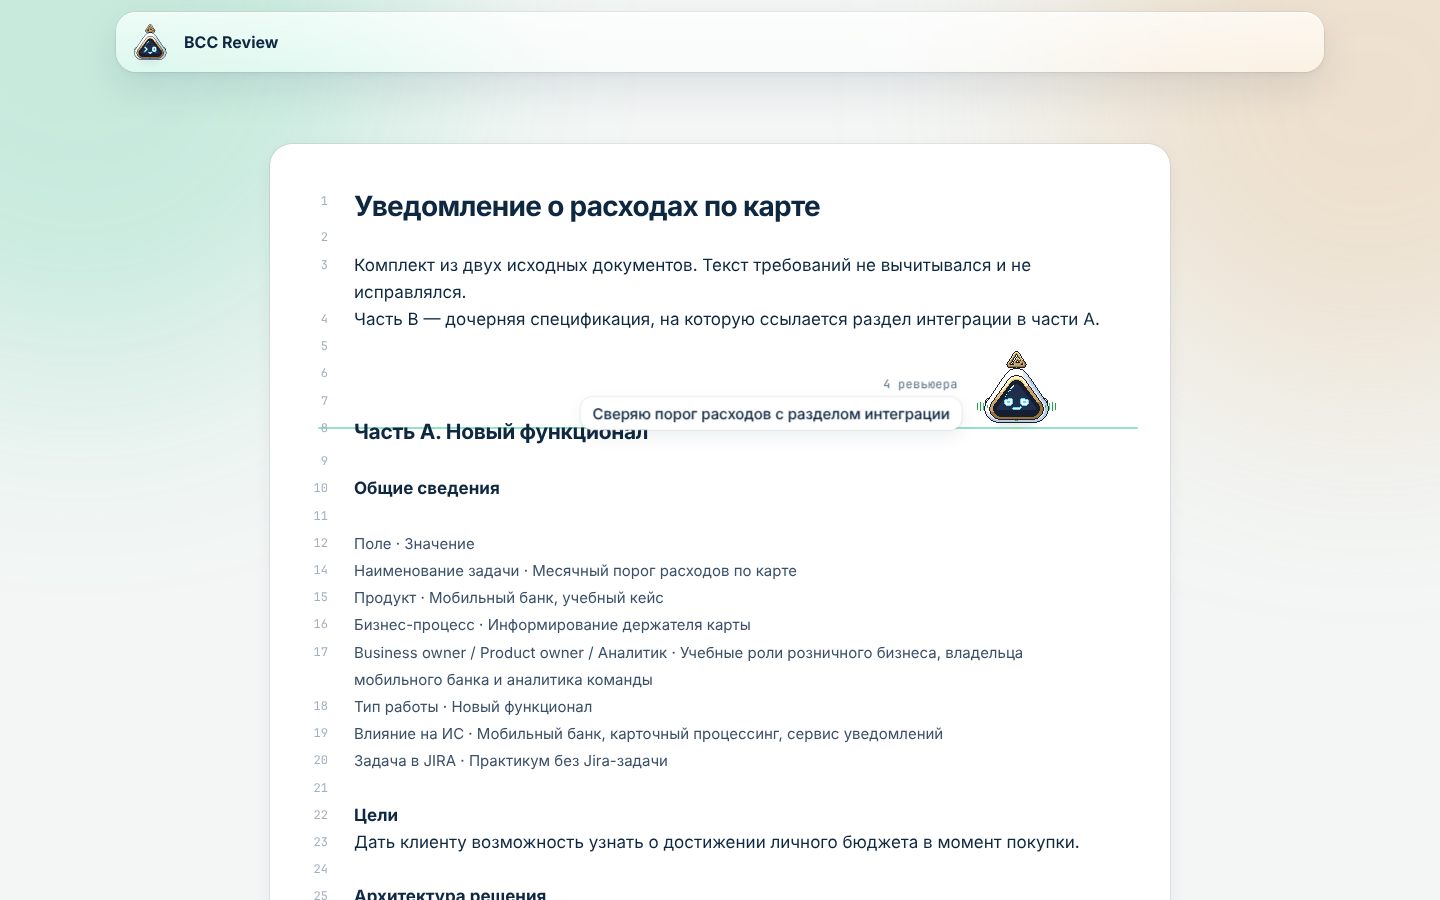 BCC Review
1 Уведомление о расходах по карте
2
3 Комплект из двух исходных документов. Текст требований не вычитывался и не
исправлялся.
4 Часть B — дочерняя спецификация, на которую ссылается раздел интеграции в части A.
5
6
4 ревьюера
7
Сверяю порог расходов с разделом интеграции
8 Часть A. Новый функционал
9
10 Общие сведения
11
12 Поле · Значение
14 Наименование задачи · Месячный порог расходов по карте
15 Продукт · Мобильный банк, учебный кейс
16 Бизнес-процесс · Информирование держателя карты
17 Business owner / Product owner / Аналитик · Учебные роли розничного бизнеса, владельца
мобильного банка и аналитика команды
18 Тип работы · Новый функционал
19 Влияние на ИС · Мобильный банк, карточный процессинг, сервис уведомлений
20 Задача в JIRA · Практикум без Jira-задачи
21
22 Цели
23 Дать клиенту возможность узнать о достижении личного бюджета в момент покупки.
24
25 Архитектура решения